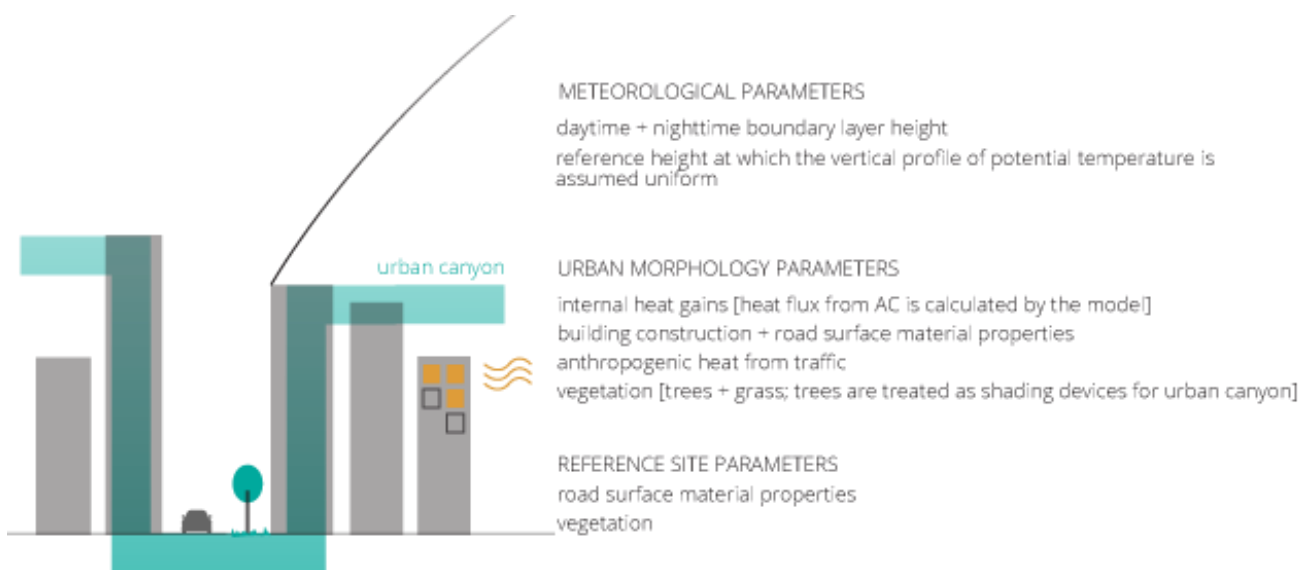 METEOROLOGICAL PARAMETERS
daytime + nighttime boundary layer height
reference height at which the vertical profile of potential temperature is
assumed uniform
urban canyon
URBAN MORPHOLOGY PARAMETERS
internal heat gains [heat flux from AC is calculated by the model]
building construction + road surface material properties
anthropogenic heat from traffic
vegetation [trees + grass; trees are treated as shading devices for urban canyon]
REFERENCE SITE PARAMETERS
road surface material properties
vegetation